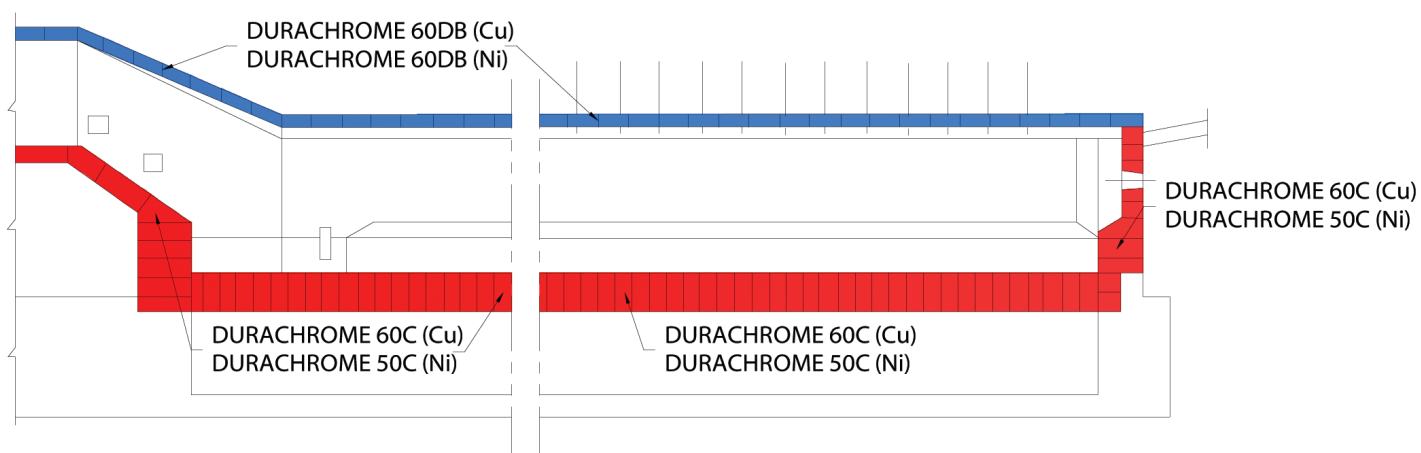 DURACHROME 60DB (Cu)
DURACHROME 60DB (Ni)
DURACHROME 60C (Cu)
DURACHROME 50C (Ni)
DURACHROME 60C (Cu)
DURACHROME 50C (Ni)
DURACHROME 60C (Cu)
DURACHROME 50C (Ni)